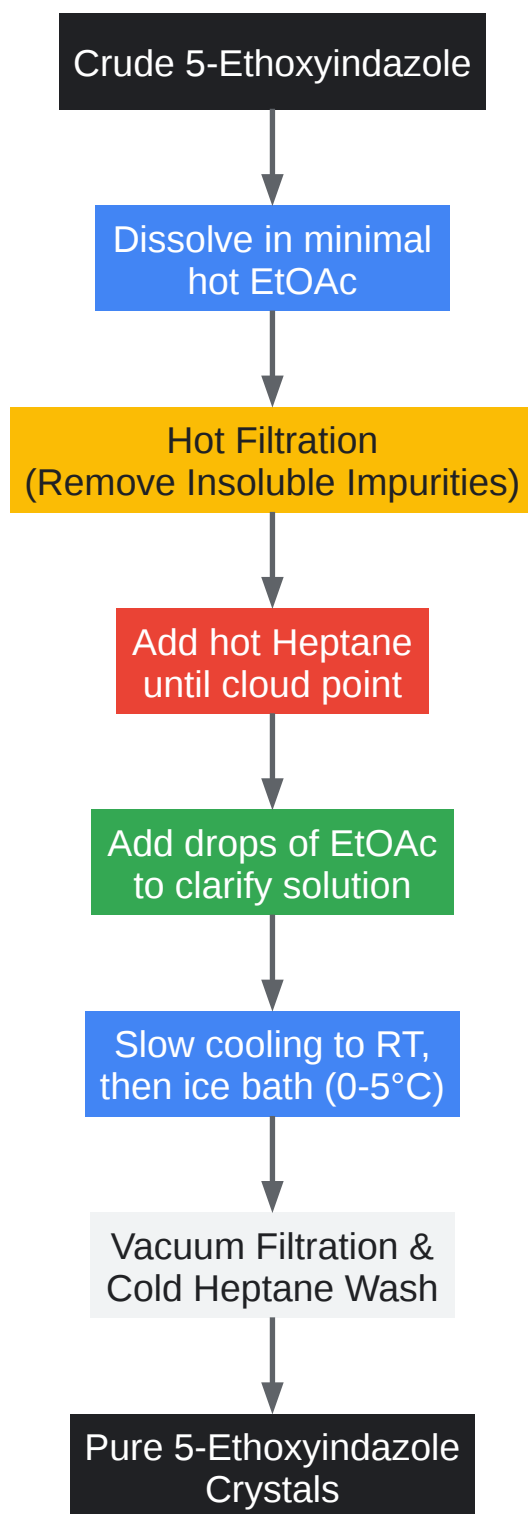 Crude 5-Ethoxyindazole
Dissolve in minimal
hot EtOAc
Hot Filtration
(Remove Insoluble Impurities)
Add hot Heptane
until cloud point
Add drops of EtOAc
to clarify solution
Slow cooling to RT,
then ice bath (0-5°C)
Vacuum Filtration &
Cold Heptane Wash
Pure 5-Ethoxyindazole
Crystals